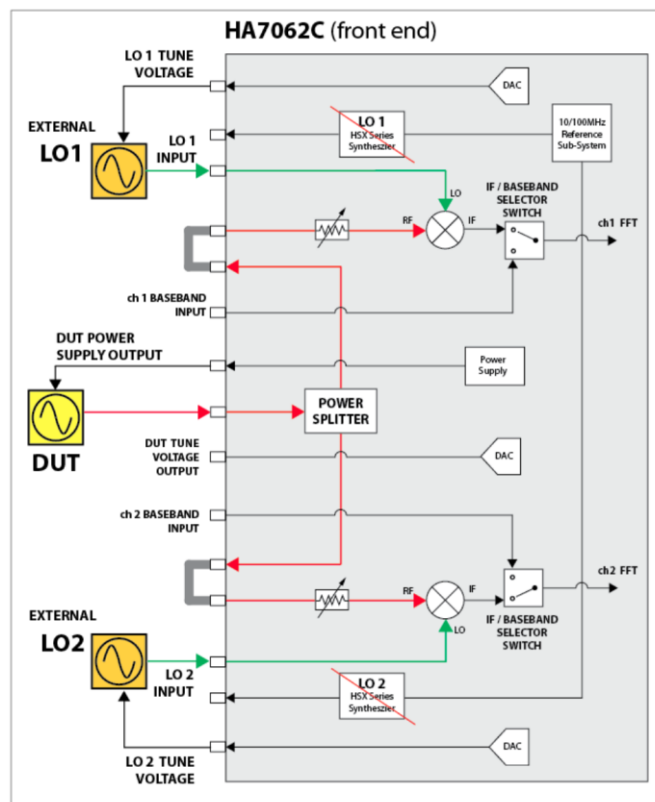 HA7062C (front end)
LO 1 TUNE
VOLTAGE
DAC
EXTERNAL
LO1
LO 1
INPUT
LO 1
HSX Series
Syntheszier
10/100MHz
Reference
Sub-System
LO
RF
IF
IF / BASEBAND
SELECTOR
SWITCH
ch1 FFT
ch 1 BASEBAND
INPUT
DUT POWER
SUPPLY OUTPUT
Power
Supply
DUT
POWER
SPLITTER
DUT TUNE
VOLTAGE
OUTPUT
DAC
ch 2 BASEBAND
INPUT
RF
IF
LO
ch2 FFT
IF / BASEBAND
SELECTOR
SWITCH
EXTERNAL
LO2
LO 2
INPUT
LO 2
HSX Series
Syntheszier
LO 2 TUNE
VOLTAGE
DAC